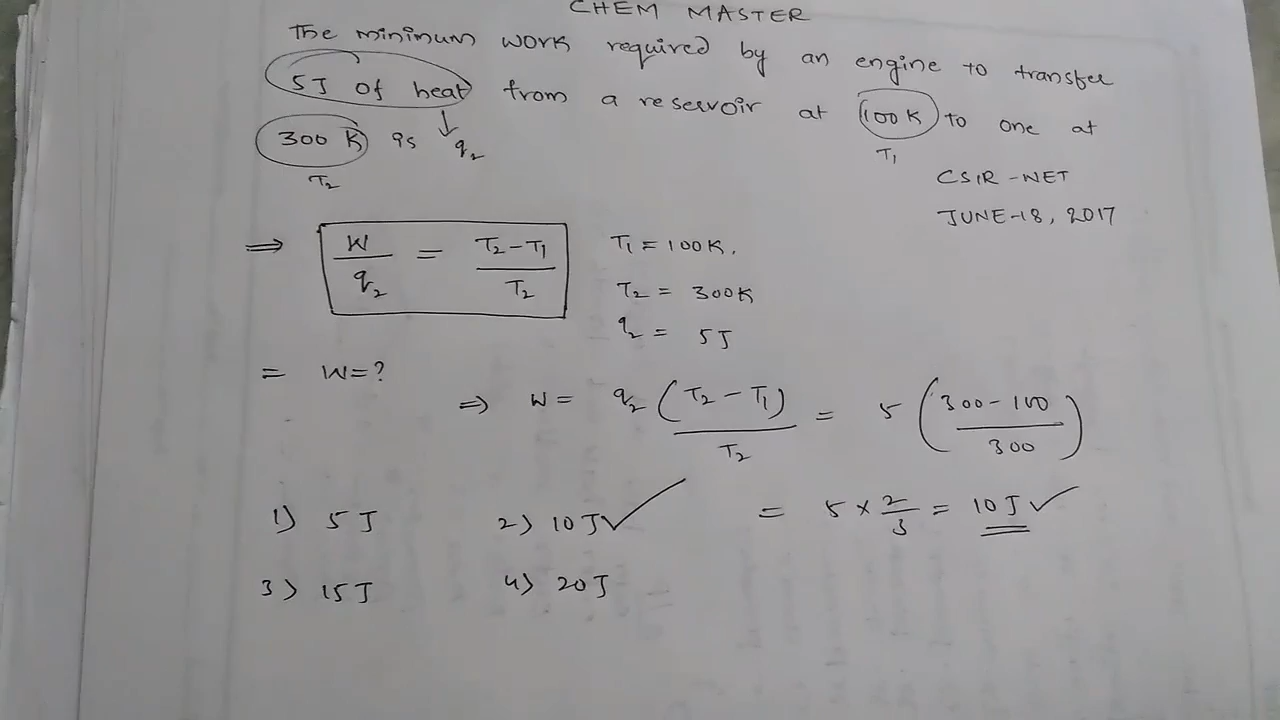 CHEM MASTER
The minimum work required by an engine to transfer
5J of heat from a reservoir at 100K to one at
300 K is q₂ T₁
T₂ CSIR-NET
JUNE-18, 2017
⇒ W/q₂ = (T₂-T₁)/T₂ T₁ = 100K.
T₂ = 300K
q₂ = 5J
= W=?
⇒ W = q₂ (T₂-T₁)/T₂ = 5 (300-100/300)
1) 5J 2) 10J✓ = 5 × 2/3 = 10J✓
3) 15J 4) 20J